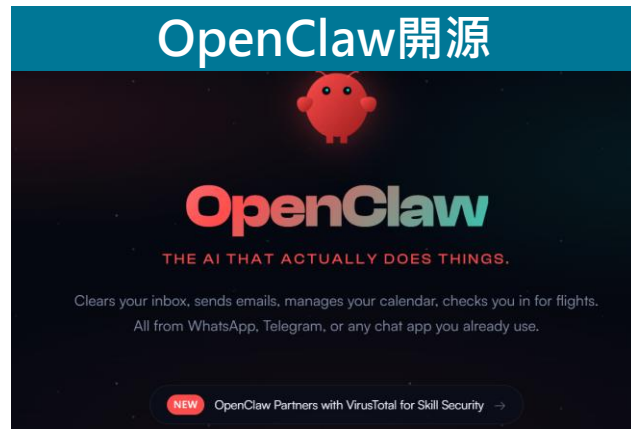 OpenClaw開源
OpenClaw
THE AI THAT ACTUALLY DOES THINGS.
Clears your inbox, sends emails, manages your calendar, checks you in for flights.
All from WhatsApp, Telegram, or any chat app you already use.
NEW OpenClaw Partners with VirusTotal for Skill Security →